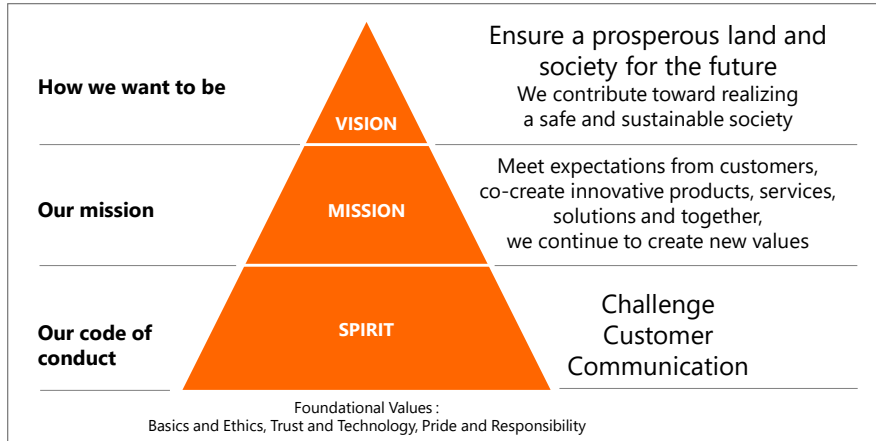 How we want to be
VISION
Ensure a prosperous land and
society for the future
We contribute toward realizing
a safe and sustainable society
Our mission
MISSION
Meet expectations from customers,
co-create innovative products, services,
solutions and together,
we continue to create new values
Our code of
conduct
SPIRIT
Challenge
Customer
Communication
Foundational Values :
Basics and Ethics, Trust and Technology, Pride and Responsibility